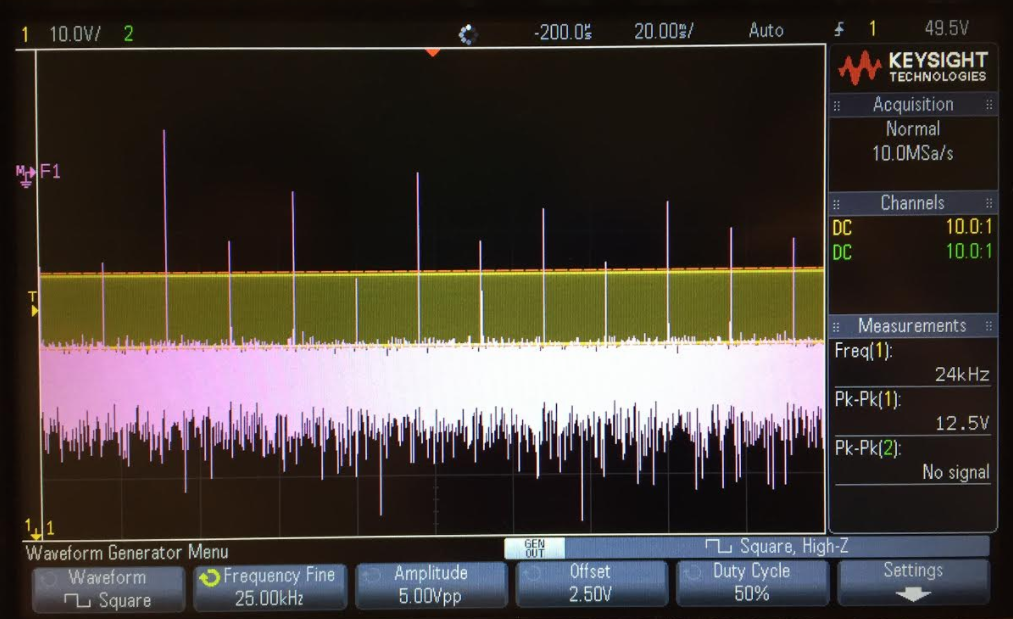 1 10.0V/ 2 -200.0µs 20.00ms/ Auto 1 49.5V
KEYSIGHT
TECHNOLOGIES
Acquisition
Normal
10.0MSa/s
M F1
Channels
DC 10.0:1
DC 10.0:1
T
Measurements
Freq(1):
24kHz
Pk-Pk(1):
12.5V
Pk-Pk(2):
No signal
1 1
Waveform Generator Menu
GEN
OUT
Square, High-Z
Waveform
Square
Frequency Fine
25.00kHz
Amplitude
5.00Vpp
Offset
2.50V
Duty Cycle
50%
Settings